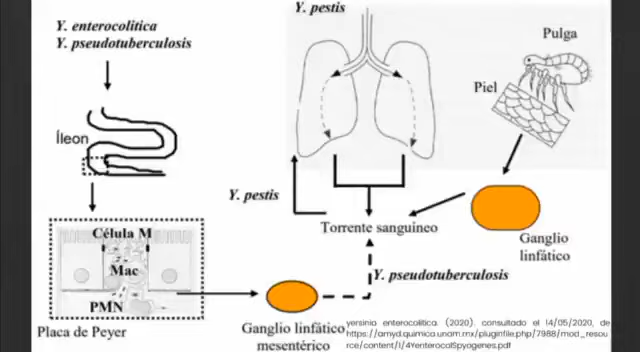 Y. enterocolitica
Y. pseudotuberculosis
Íleon
Célula M
Mac
PMN
Placa de Peyer
Y. pestis
Pulga
Piel
Y. pestis
Torrente sanguineo
Ganglio
linfático
Y. pseudotuberculosis
Ganglio linfático
mesentérico
yersinia enterocolitica. (2020). consultado el 14/05/2020, de
https://amyd.quimica.unam.mx/pluginfile.php/7988/mod_resou
rce/content/1/4YenterocolSpyogenes.pdf